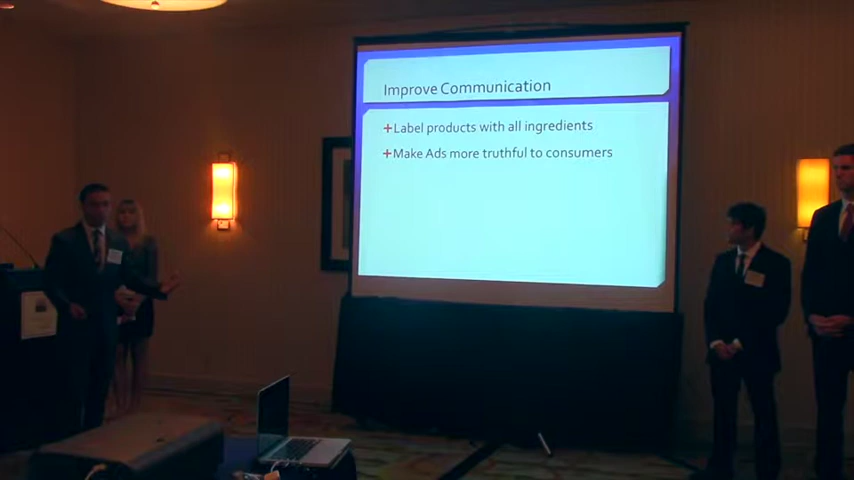 Improve Communication
+Label products with all ingredients
+Make Ads more truthful to consumers